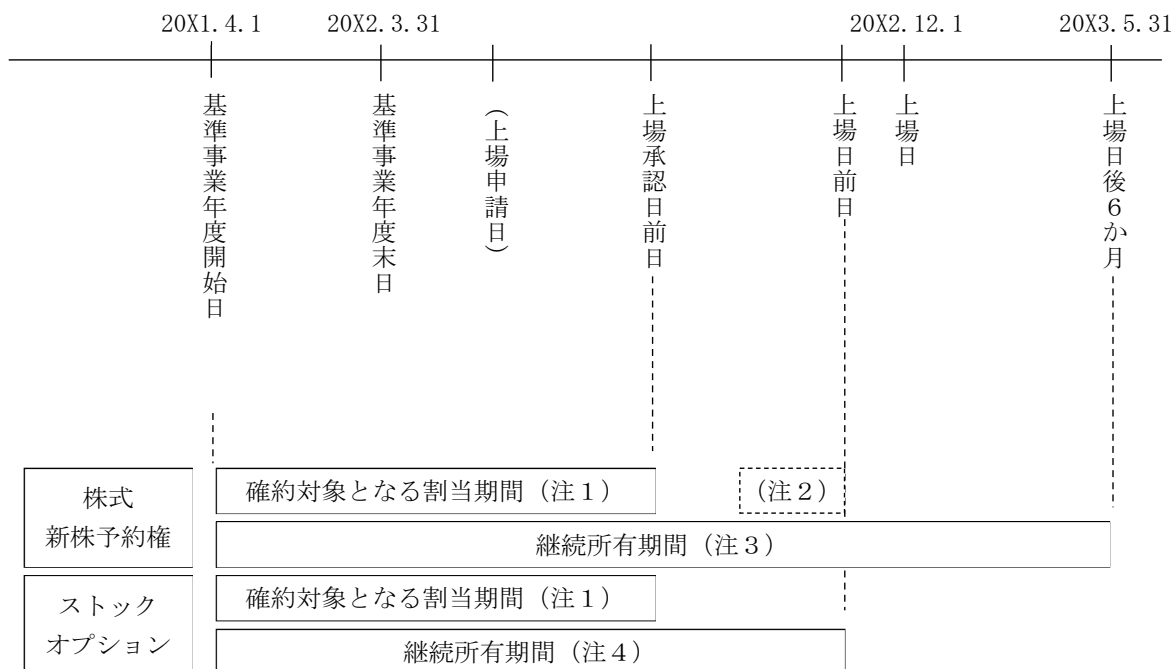 20X1.4.1
20X2.3.31
20X2.12.1
20X3.5.31
基準事業年度開始日
基準事業年度末日
(上場申請日)
上場承認日前日
上場日前日
上場日
上場日後6か月
株式
新株予約権
確約対象となる割当期間(注1)
(注2)
継続所有期間(注3)
ストック
オプション
確約対象となる割当期間(注1)
継続所有期間(注4)